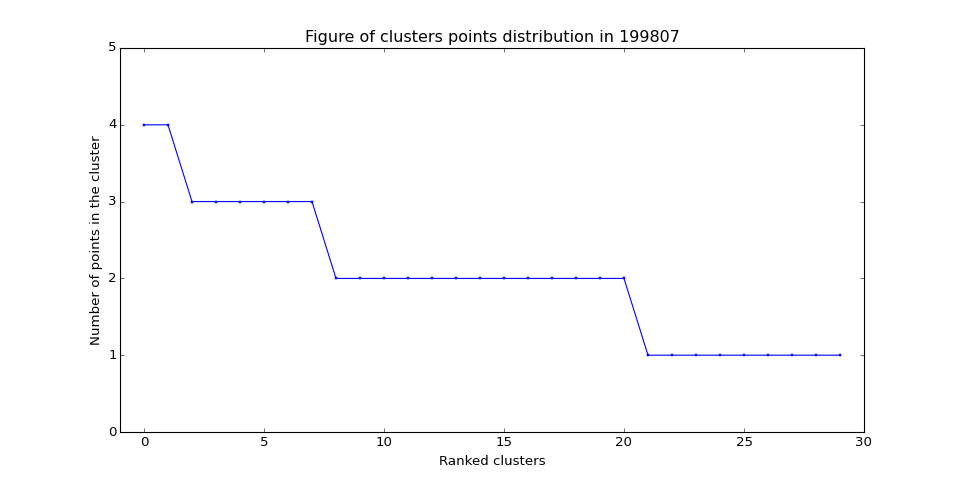 Figure of clusters points distribution in 199807
5
4
3
2
1
0
Number of points in the cluster
0 5 10 15 20 25 30
Ranked clusters